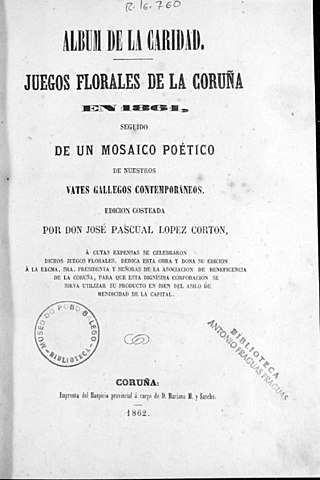 R. 16.760
ALBUM DE LA CARIDAD.
JUEGOS FLORALES DE LA CORUÑA
EN 1861,
SEGUIDO
DE UN MOSAICO POÉTICO
DE NUESTROS
VATES GALLEGOS CONTEMPORÁNEOS.
EDICION COSTEADA
POR DON JOSÉ PASCUAL LOPEZ CORTON,
Á CUYAS EXPENSAS SE CELEBRARON
DICHOS JUEGOS FLORALES. DEDICA ESTA OBRA Y DONA SU EDICION
Á LA EXCMA. SRA. PRESIDENTA Y SEÑORAS DE LA ASOCIACION DE BENEFICENCIA
DE LA CORUÑA, PARA QUE ESTA DIGNÍSIMA CORPORACION SE
SIRVA UTILIZAR SU PRODUCTO EN BIEN DEL ASILO DE
MENDICIDAD DE LA CAPITAL.
MUSEO DO POBO GALEGO
BIBLIOTECA
BIBLIOTECA
ANTONIO FRAGUAS FRAGUAS
CORUÑA:
Imprenta del Hospicio provincial á cargo de D. Mariano M. y Sancho.
1862.